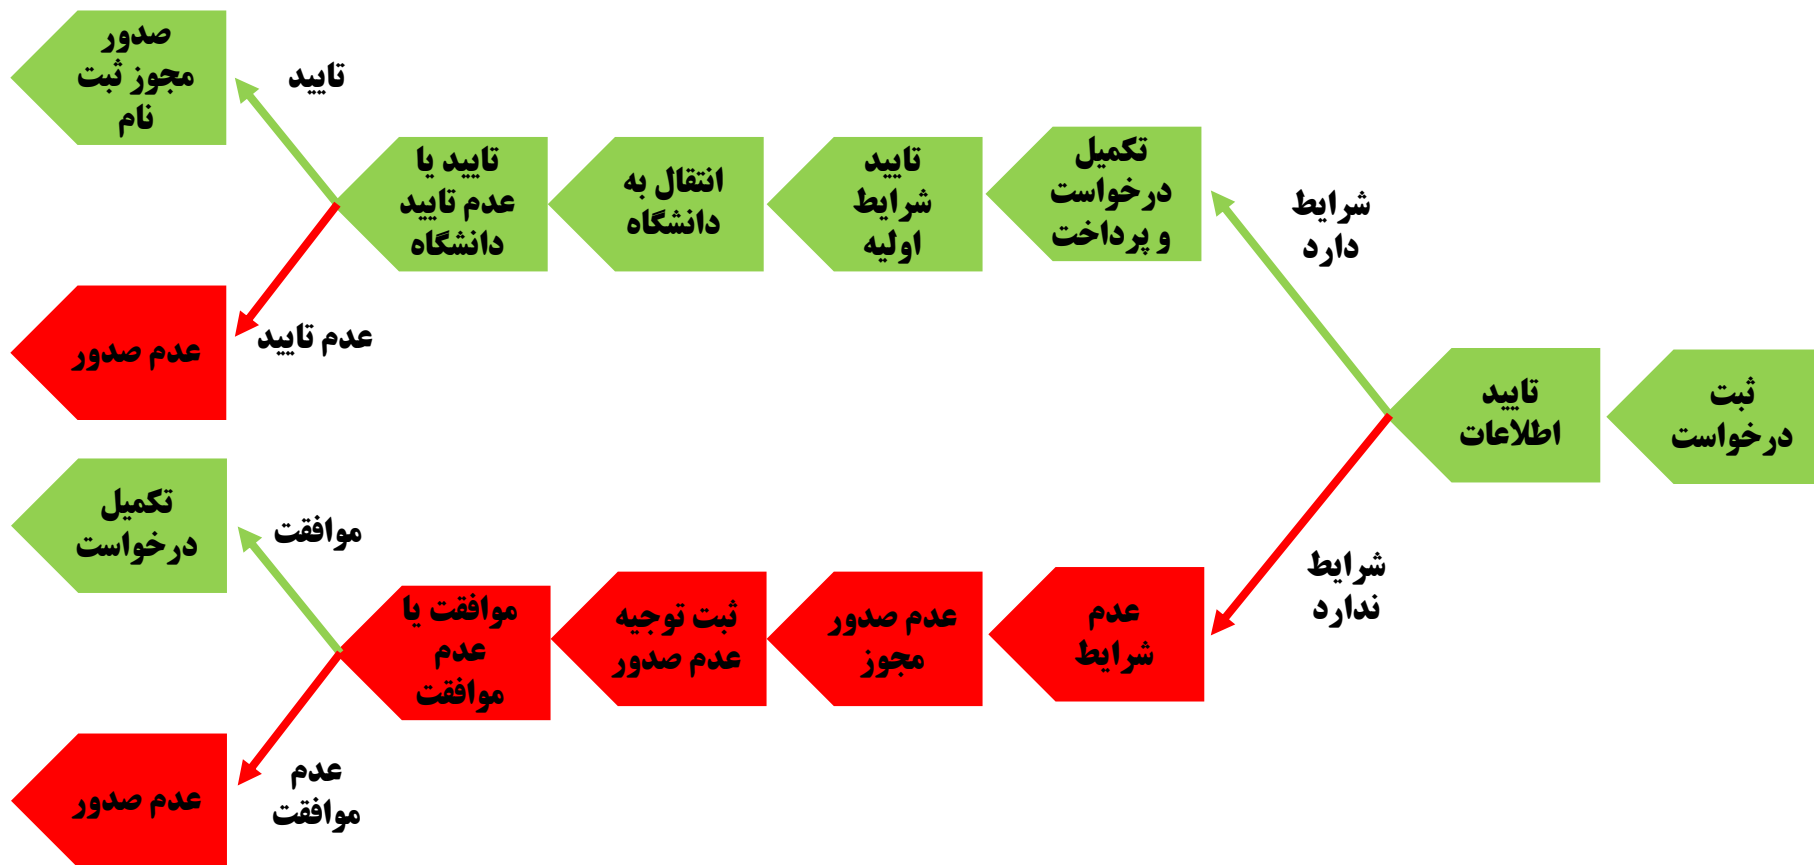 ثبت
درخواست
تایید
اطلاعات
شرایط
دارد
تکمیل
درخواست
و پرداخت
تایید
شرایط
اولیه
انتقال به
دانشگاه
تایید یا
عدم تایید
دانشگاه
تایید
صدور
مجوز ثبت
نام
عدم تایید
عدم صدور
شرایط
ندارد
عدم
شرایط
عدم صدور
مجوز
ثبت توجیه
عدم صدور
موافقت یا
عدم
موافقت
موافقت
تکمیل
درخواست
عدم
موافقت
عدم صدور